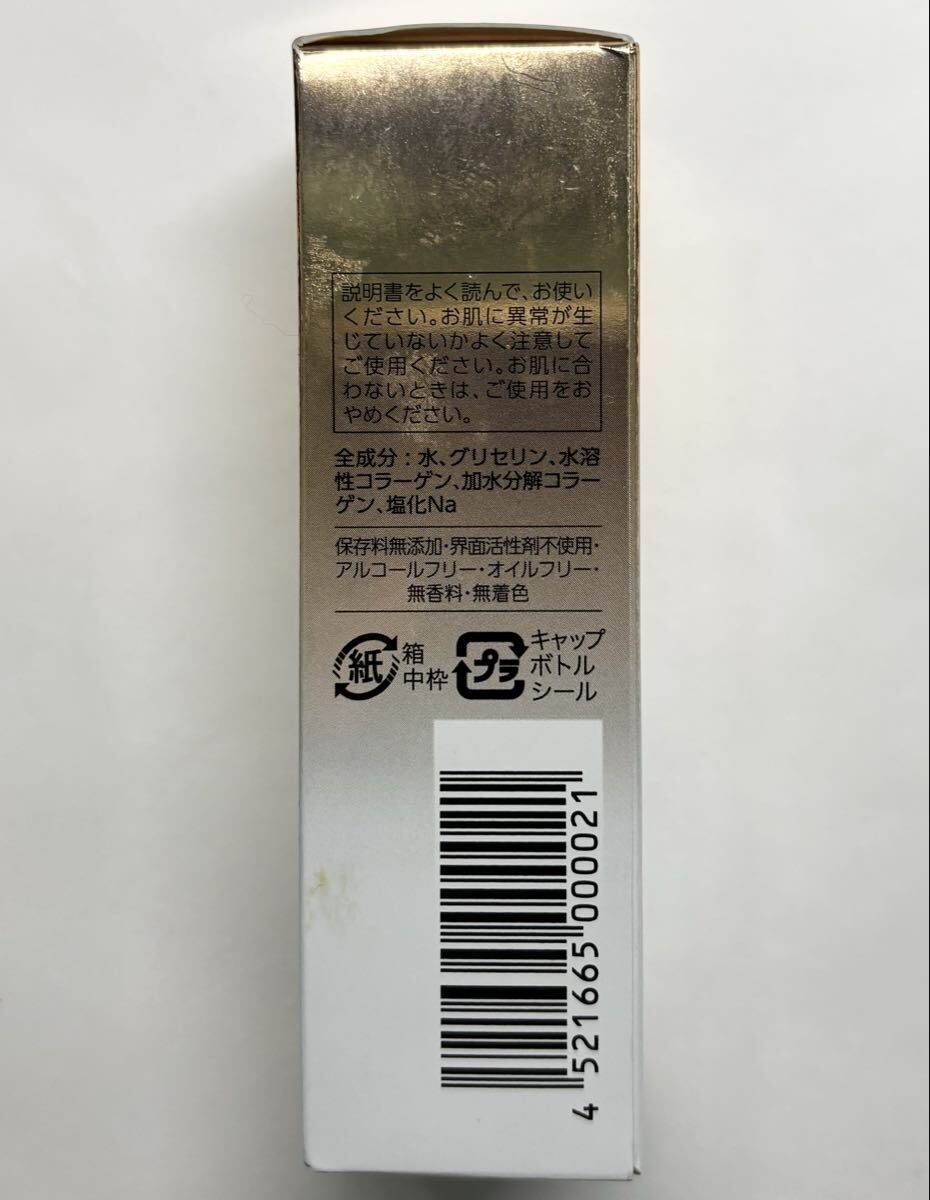 説明書をよく読んで、お使い
ください。お肌に異常が生
じていないかよく注意して
ご使用ください。お肌に合
わないときは、ご使用をお
やめください。
全成分：水、グリセリン、水溶
性コラーゲン、加水分解コラー
ゲン、塩化Na
保存料無添加・界面活性剤不使用・
アルコールフリー・オイルフリー・
無香料・無着色
紙
箱
中枠
プラ
キャップ
ボトル
シール
4 521665 000021